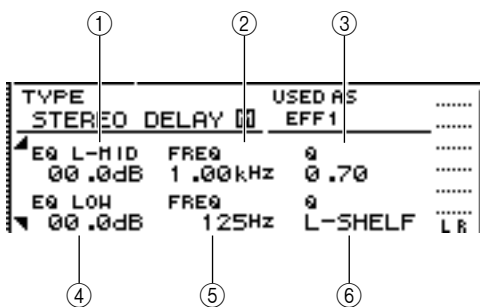 ① ② ③
TYPE USED AS
STEREO DELAY EFF1
EQ L-MID FREQ Q
00.0dB 1.00kHz 0.70
EQ LOW FREQ Q
00.0dB 125Hz L-SHELF L R
④ ⑤ ⑥